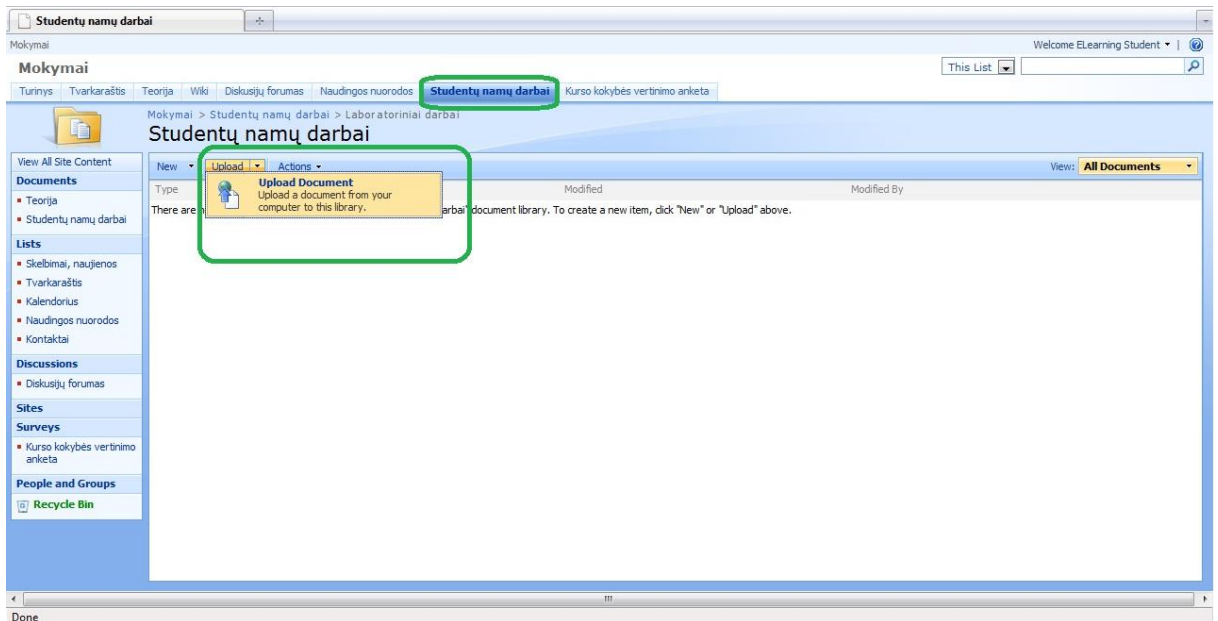 Studentų namų darbai
Mokymai
Welcome ELearning Student
Mokymai
This List
Turinys Tvarkaraštis Teorija Wiki Diskusijų forumas Naudingos nuorodos Studentų namų darbai Kurso kokybės vertinimo anketa
Mokymai > Studentų namų darbai > Laboratoriniai darbai
Studentų namų darbai
View All Site Content
New Upload Actions
View: All Documents
Documents
Type Modified Modified By
Upload Document
Upload a document from your
computer to this library.
There are document library. To create a new item, click "New" or "Upload" above.
Teorija
Studentų namų darbai
Lists
Skelbimai, naujienos
Tvarkaraštis
Kalendorius
Naudingos nuorodos
Kontaktai
Discussions
Diskusijų forumas
Sites
Surveys
Kurso kokybės vertinimo
anketa
People and Groups
Recycle Bin
Done